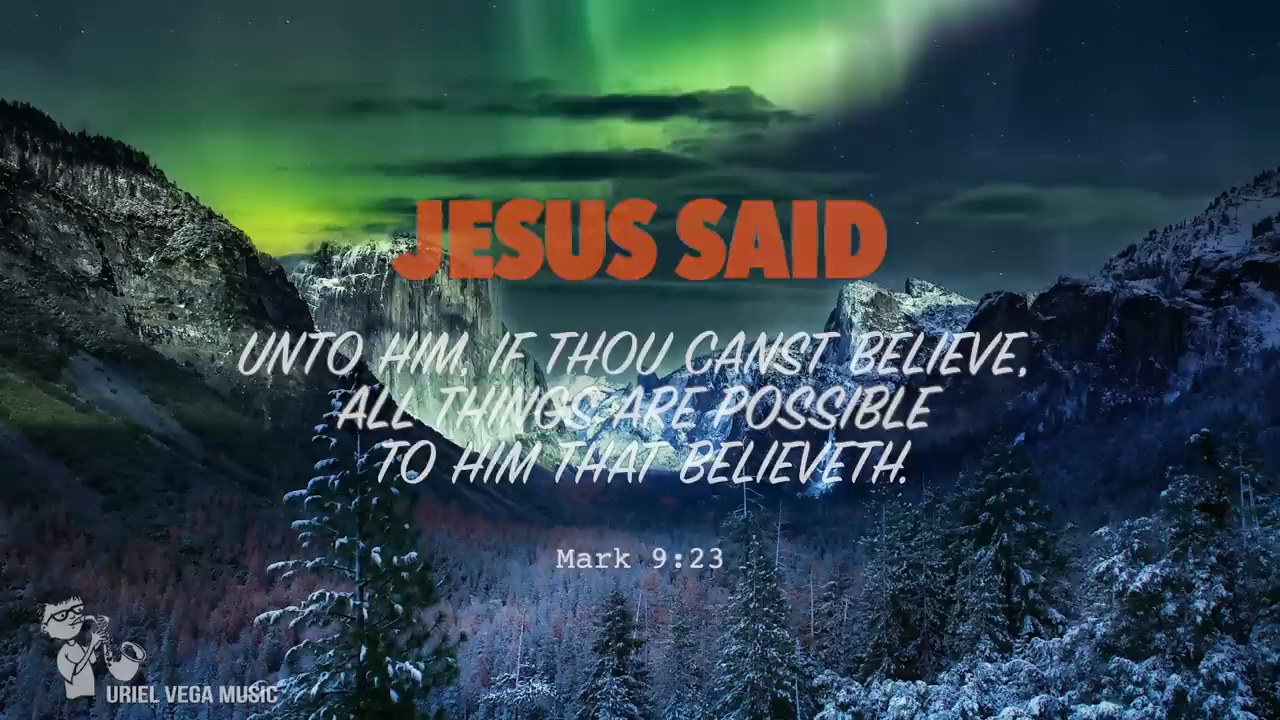 JESUS SAID
UNTO HIM, IF THOU CANST BELIEVE,
ALL THINGS ARE POSSIBLE
TO HIM THAT BELIEVETH.
Mark 9:23
URIEL VEGA MUSIC